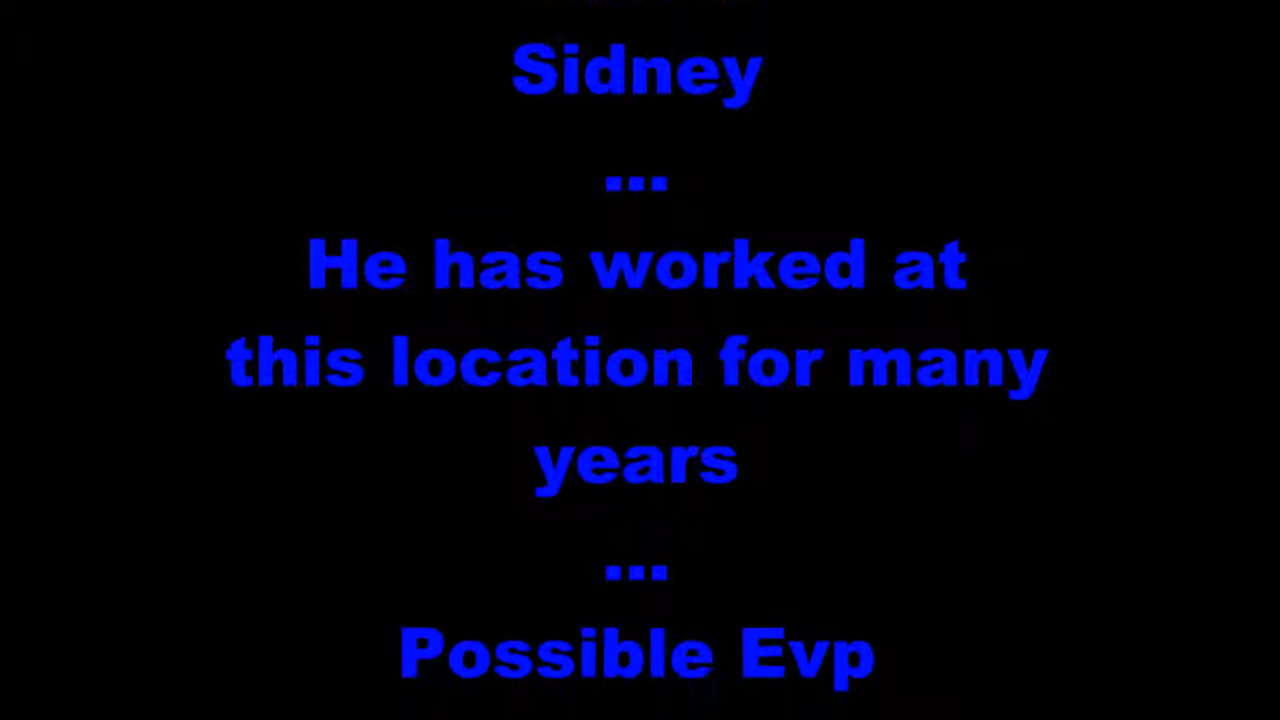 Sidney
...
He has worked at
this location for many
years
...
Possible Evp